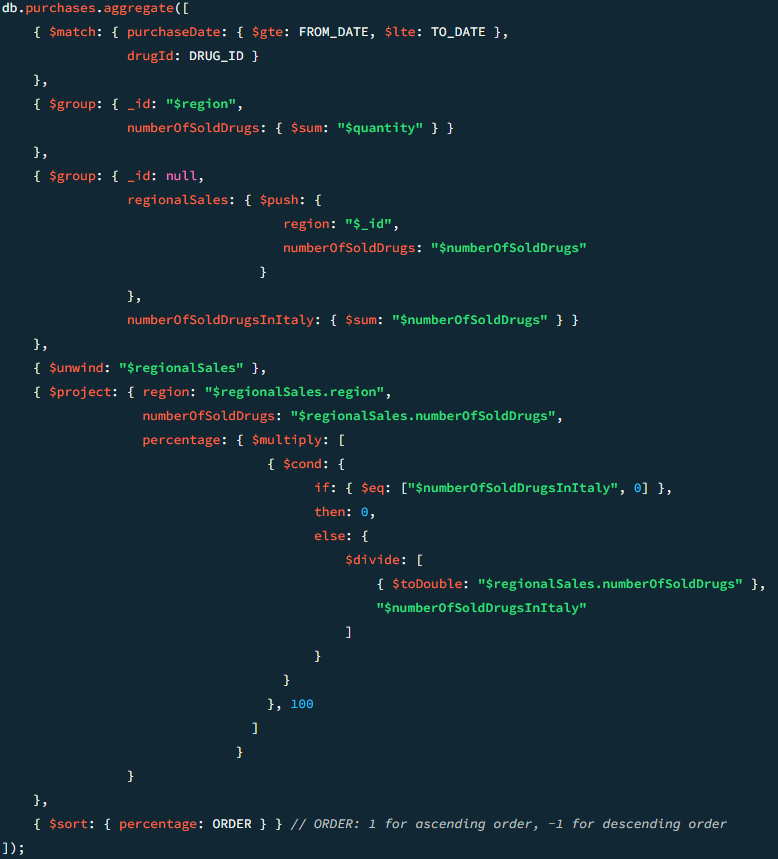 db.purchases.aggregate([
    { $match: { purchaseDate: { $gte: FROM_DATE, $lte: TO_DATE },
                drugId: DRUG_ID }
    },
    { $group: { _id: "$region",
                numberOfSoldDrugs: { $sum: "$quantity" } }
    },
    { $group: { _id: null,
                regionalSales: { $push: {
                                    region: "$_id",
                                    numberOfSoldDrugs: "$numberOfSoldDrugs"
                                 }
                },
                numberOfSoldDrugsInItaly: { $sum: "$numberOfSoldDrugs" } }
    },
    { $unwind: "$regionalSales" },
    { $project: { region: "$regionalSales.region",
                  numberOfSoldDrugs: "$regionalSales.numberOfSoldDrugs",
                  percentage: { $multiply: [
                                  { $cond: {
                                        if: { $eq: ["$numberOfSoldDrugsInItaly", 0] },
                                        then: 0,
                                        else: {
                                            $divide: [
                                                { $toDouble: "$regionalSales.numberOfSoldDrugs" },
                                                "$numberOfSoldDrugsInItaly"
                                            ]
                                        }
                                    }
                                  }, 100
                                ]
                              }
                }
    },
    { $sort: { percentage: ORDER } } // ORDER: 1 for ascending order, -1 for descending order
]);